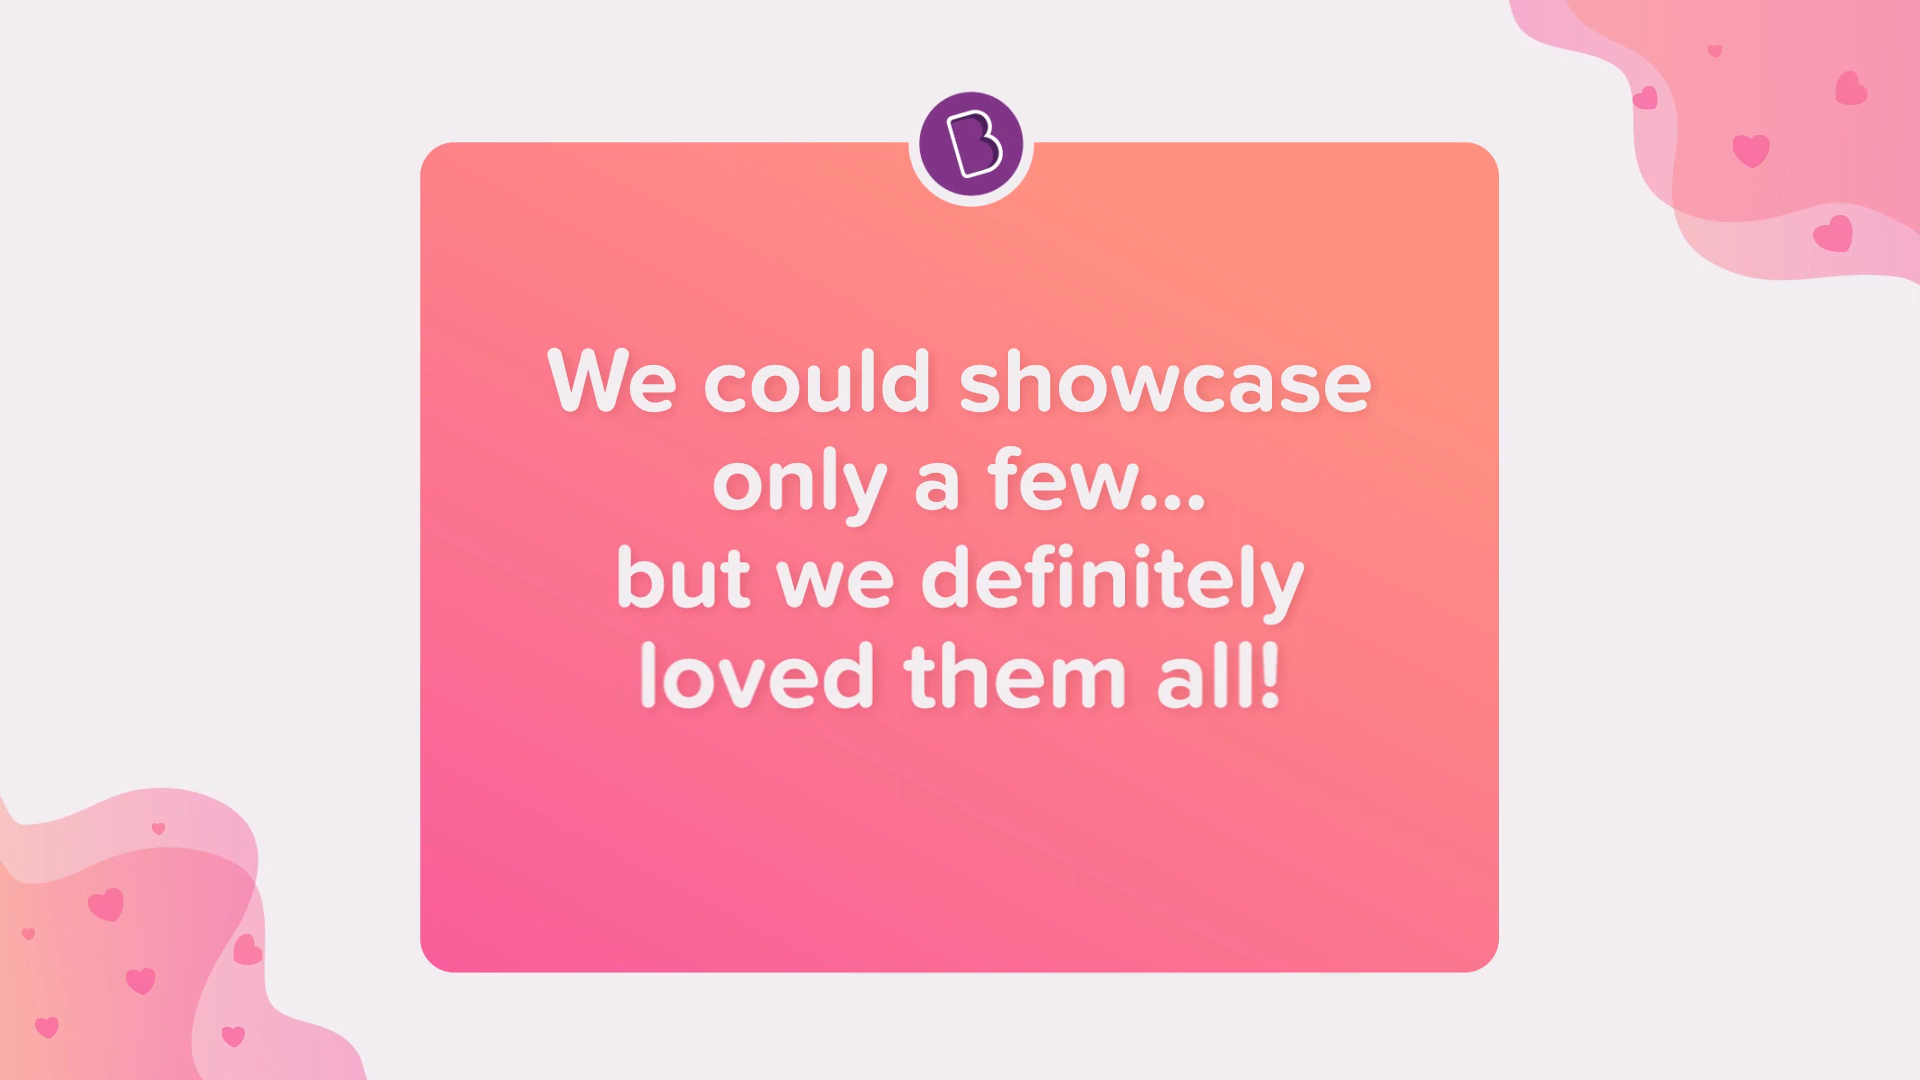 B
We could showcase
only a few...
but we definitely
loved them all!